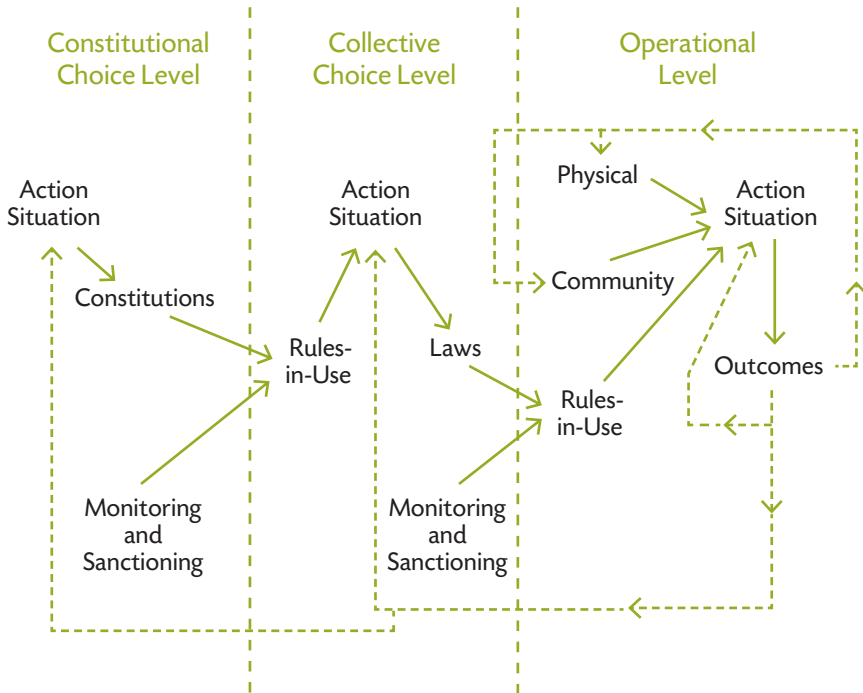 Constitutional
Choice Level
Collective
Choice Level
Operational
Level
Action
Situation
Constitutions
Monitoring
and
Sanctioning
Action
Situation
Rules-
in-Use
Laws
Monitoring
and
Sanctioning
Physical
Action
Situation
Community
Outcomes
Rules-
in-Use